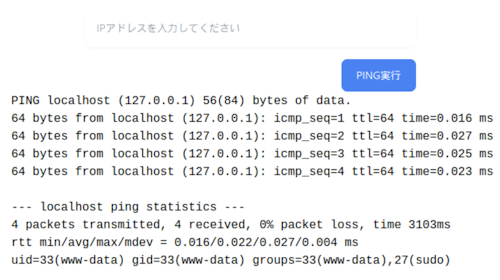 IPアドレスを入力してください
PING実行
PING localhost (127.0.0.1) 56(84) bytes of data.
64 bytes from localhost (127.0.0.1): icmp_seq=1 ttl=64 time=0.016 ms
64 bytes from localhost (127.0.0.1): icmp_seq=2 ttl=64 time=0.027 ms
64 bytes from localhost (127.0.0.1): icmp_seq=3 ttl=64 time=0.025 ms
64 bytes from localhost (127.0.0.1): icmp_seq=4 ttl=64 time=0.023 ms
--- localhost ping statistics ---
4 packets transmitted, 4 received, 0% packet loss, time 3103ms
rtt min/avg/max/mdev = 0.016/0.022/0.027/0.004 ms
uid=33(www-data) gid=33(www-data) groups=33(www-data),27(sudo)